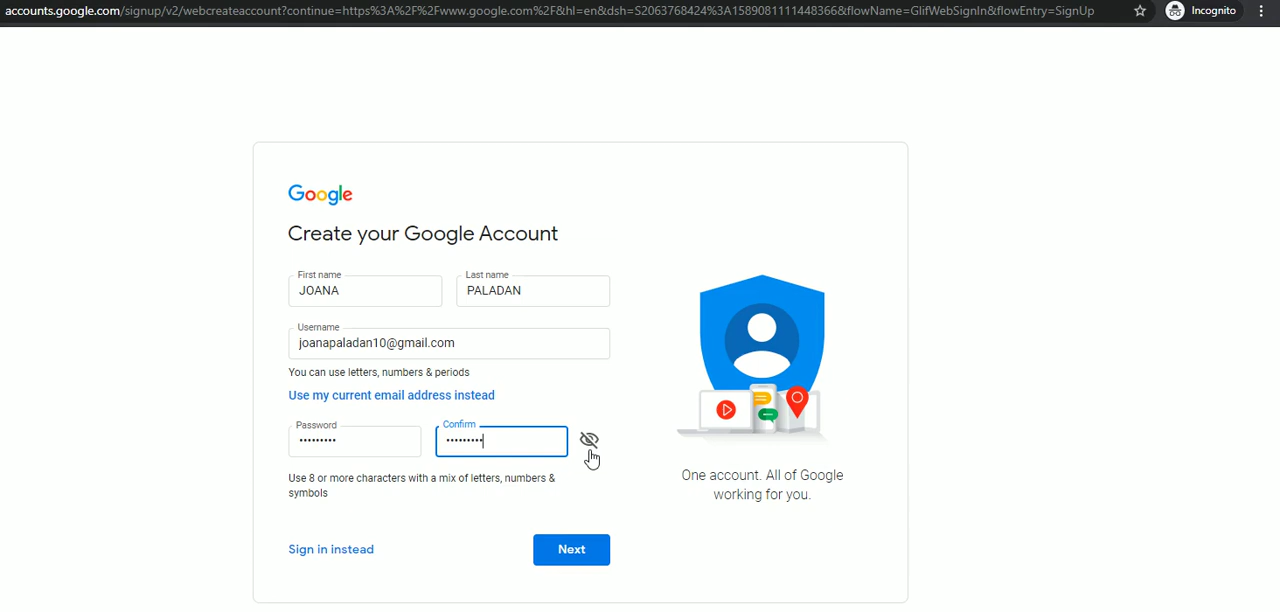 accounts.google.com/signup/v2/webcreateaccount?continue=https%3A%2F%2Fwww.google.com%2F&hl=en&dsh=S2063768424%3A1589081111448366&flowName=GlifWebSignIn&flowEntry=SignUp
Incognito
Google
Create your Google Account
First name
Last name
JOANA
PALADAN
Username
joanapaladan10@gmail.com
You can use letters, numbers & periods
Use my current email address instead
Password
Confirm
•••••••••
•••••••••
Use 8 or more characters with a mix of letters, numbers &
symbols
Sign in instead
Next
One account. All of Google
working for you.